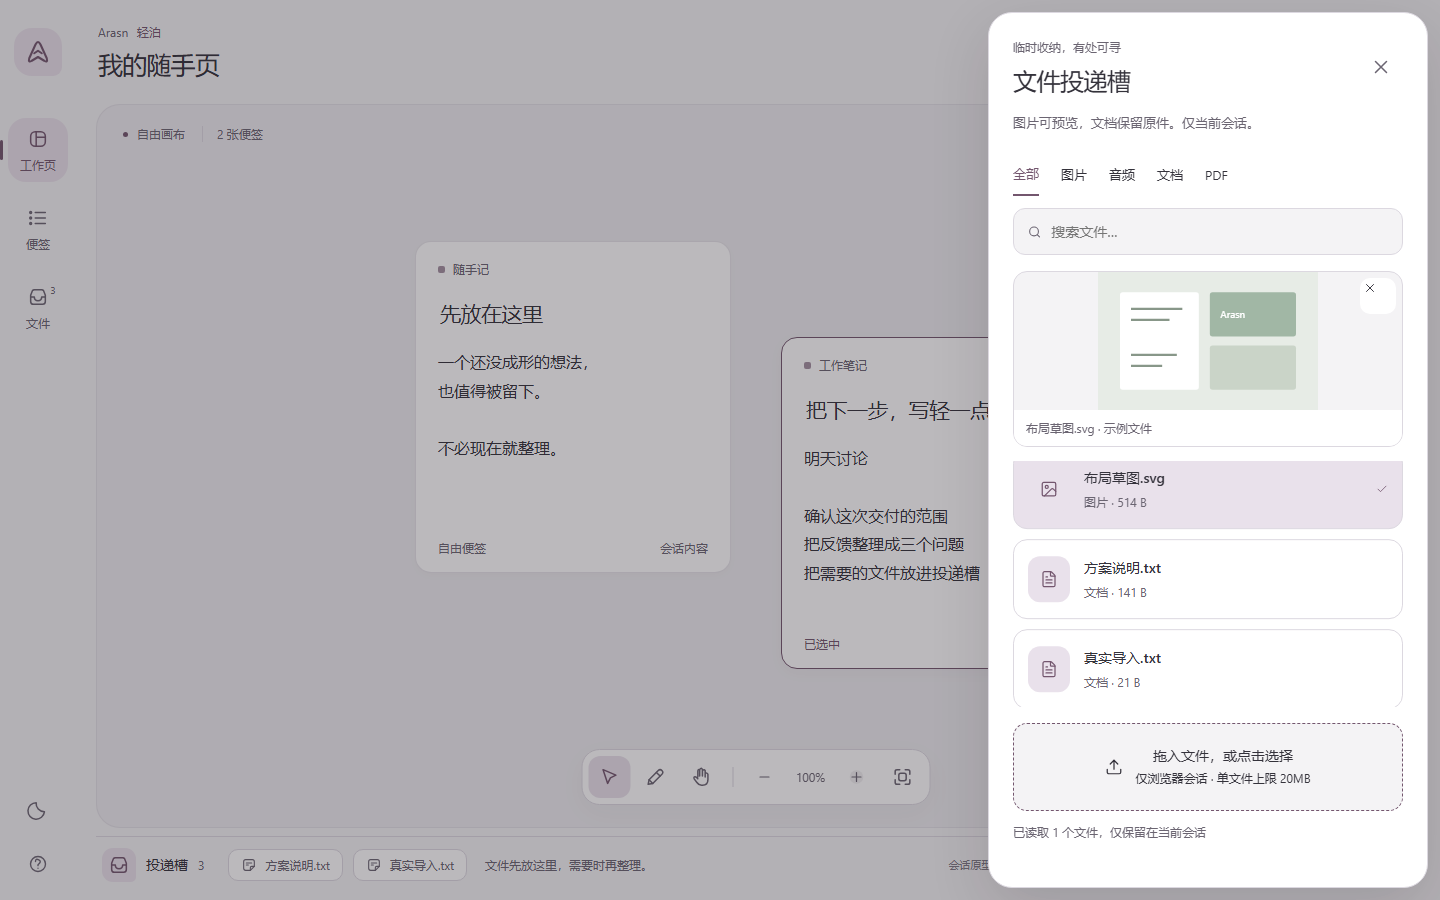 Arasn 轻泊
我的随手页
工作页
便签
3
文件
自由画布
2 张便签
随手记
先放在这里
一个还没成形的想法，
也值得被留下。
不必现在就整理。
自由便签
会话内容
工作笔记
把下一步，写轻一点
明天讨论
确认这次交付的范围
把反馈整理成三个问题
把需要的文件放进投递槽
已选中
100%
投递槽 3
方案说明.txt
真实导入.txt
文件先放这里，需要时再整理。
会话原型
临时收纳，有处可寻
文件投递槽
图片可预览，文档保留原件。仅当前会话。
全部 图片 音频 文档 PDF
搜索文件...
Arasn
布局草图.svg · 示例文件
布局草图.svg
图片 · 514 B
方案说明.txt
文档 · 141 B
真实导入.txt
文档 · 21 B
拖入文件，或点击选择
仅浏览器会话 · 单文件上限 20MB
已读取 1 个文件，仅保留在当前会话